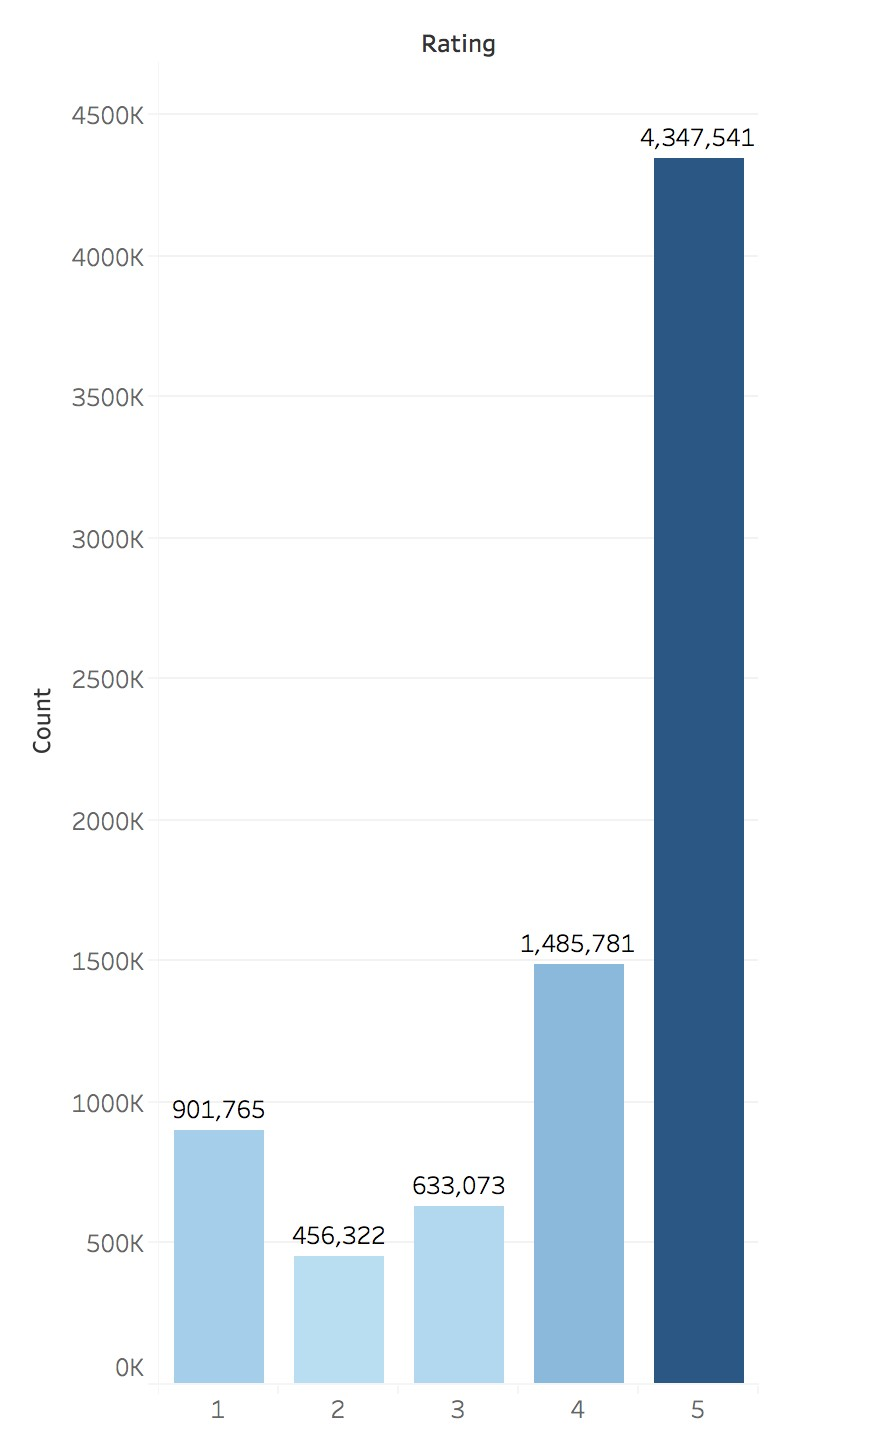 Rating
4500K
4,347,541
4000K
3500K
3000K
2500K
Count
2000K
1,485,781
1500K
1000K
901,765
633,073
456,322
500K
0K
1 2 3 4 5